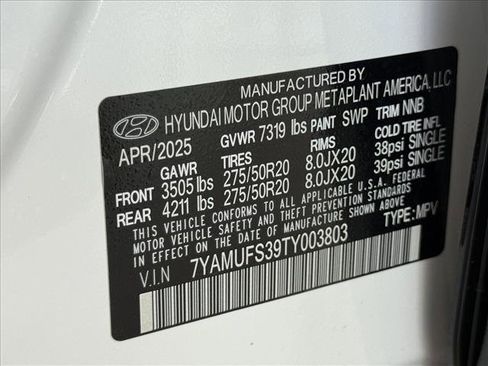 MANUFACTURED BY
HYUNDAI MOTOR GROUP METAPLANT AMERICA, LLC
APR/2025 GVWR 7319 lbs PAINT SWP TRIM NNB
GAWR TIRES RIMS COLD TIRE INFL
FRONT 3505 lbs 275/50R20 8.0JX20 38psi SINGLE
REAR 4211 lbs 275/50R20 8.0JX20 39psi SINGLE
THIS VEHICLE CONFORMS TO ALL APPLICABLE U.S.A. FEDERAL
MOTOR VEHICLE SAFETY AND THEFT PREVENTION STANDARDS
IN EFFECT ON THE DATE OF MANUFACTURE SHOWN ABOVE.
V.I.N 7YAMUFS39TY003803 TYPE: MPV